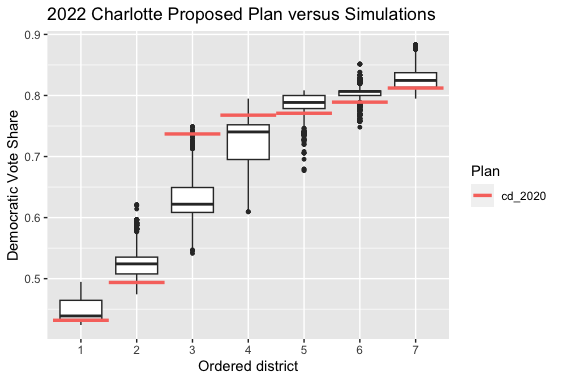 2022 Charlotte Proposed Plan versus Simulations
0.9
0.8
0.7
0.6
0.5
Democratic Vote Share
1 2 3 4 5 6 7
Ordered district
Plan
cd_2020